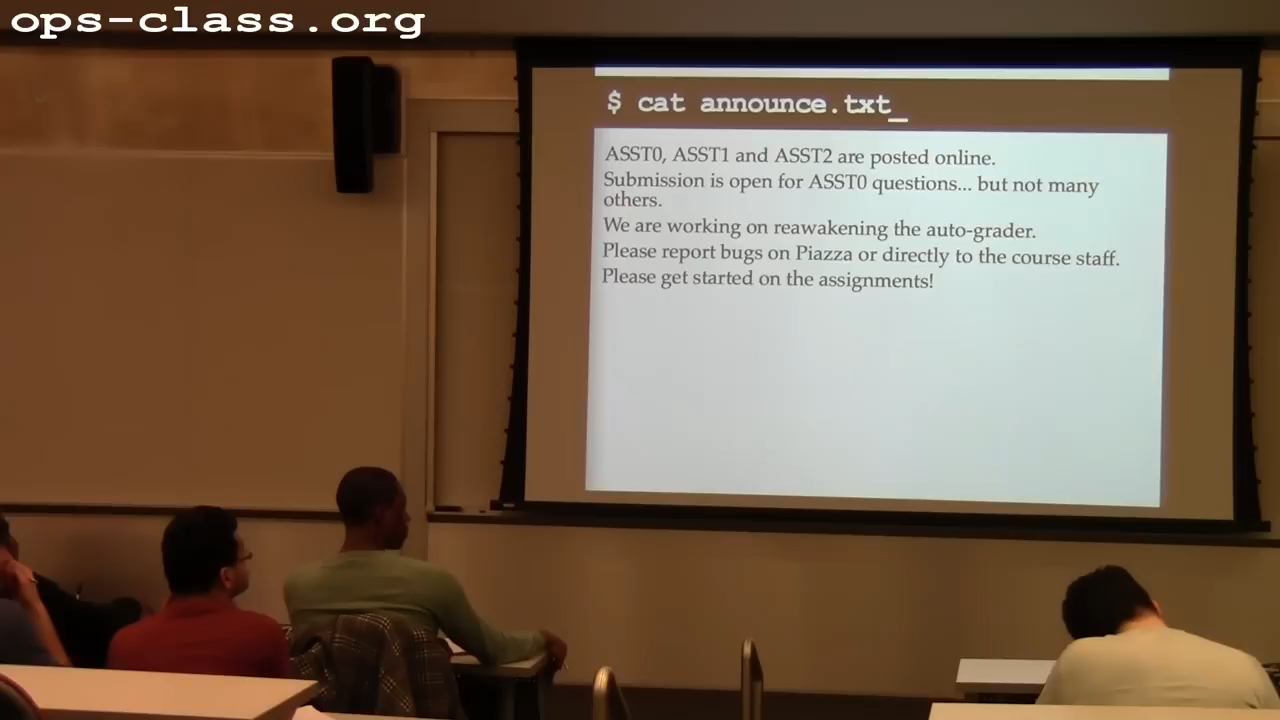 ops-class.org
$ cat announce.txt_
ASST0, ASST1 and ASST2 are posted online.
Submission is open for ASST0 questions... but not many
others.
We are working on reawakening the auto-grader.
Please report bugs on Piazza or directly to the course staff.
Please get started on the assignments!